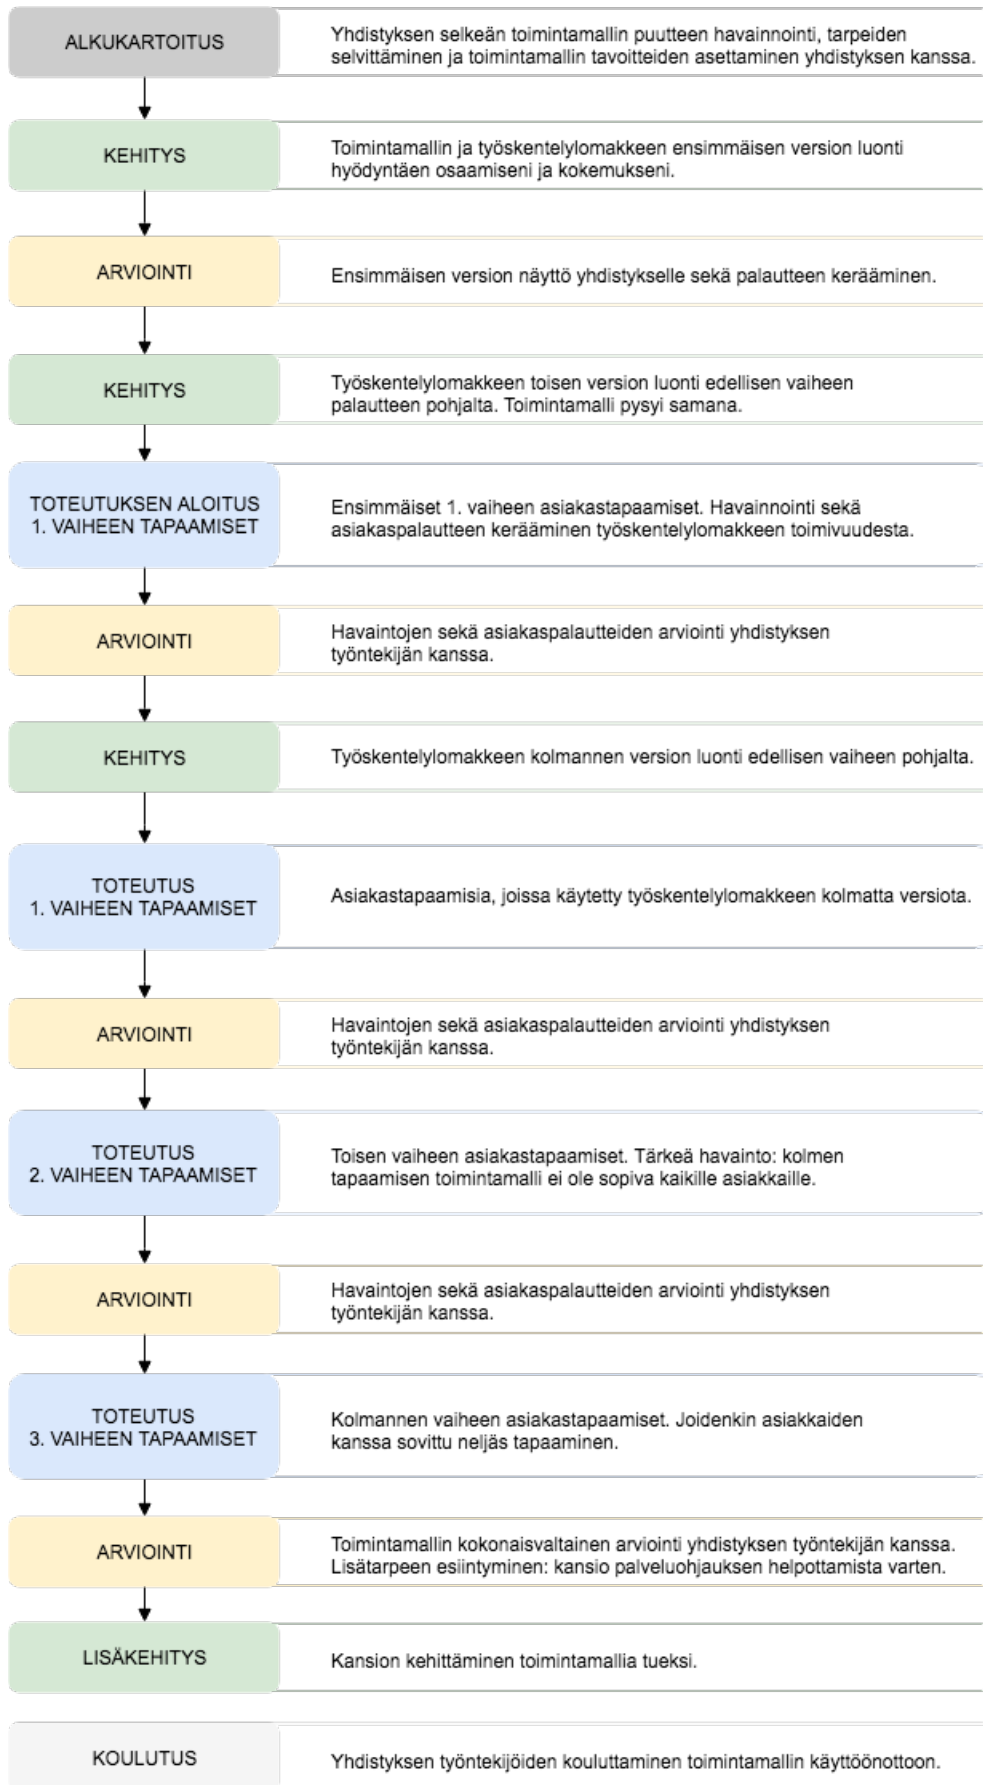 ALKUKARTOITUS
Yhdistyksen selkeän toimintamallin puutteen havainnointi, tarpeiden
selvittäminen ja toimintamallin tavoitteiden asettaminen yhdistyksen kanssa.
KEHITYS
Toimintamallin ja työskentelylomakkeen ensimmäisen version luonti
hyödyntäen osaamiseni ja kokemukseni.
ARVIOINTI
Ensimmäisen version näyttö yhdistykselle sekä palautteen kerääminen.
KEHITYS
Työskentelylomakkeen toisen version luonti edellisen vaiheen
palautteen pohjalta. Toimintamalli pysyi samana.
TOTEUTUKSEN ALOITUS
1. VAIHEEN TAPAAMISET
Ensimmäiset 1. vaiheen asiakastapaamiset. Havainnointi sekä
asiakaspalautteen kerääminen työskentelylomakkeen toimivuudesta.
ARVIOINTI
Havaintojen sekä asiakaspalautteiden arviointi yhdistyksen
työntekijän kanssa.
KEHITYS
Työskentelylomakkeen kolmannen version luonti edellisen vaiheen pohjalta.
TOTEUTUS
1. VAIHEEN TAPAAMISET
Asiakastapaamisia, joissa käytetty työskentelylomakkeen kolmatta versiota.
ARVIOINTI
Havaintojen sekä asiakaspalautteiden arviointi yhdistyksen
työntekijän kanssa.
TOTEUTUS
2. VAIHEEN TAPAAMISET
Toisen vaiheen asiakastapaamiset. Tärkeä havainto: kolmen
tapaamisen toimintamalli ei ole sopiva kaikille asiakkaille.
ARVIOINTI
Havaintojen sekä asiakaspalautteiden arviointi yhdistyksen
työntekijän kanssa.
TOTEUTUS
3. VAIHEEN TAPAAMISET
Kolmannen vaiheen asiakastapaamiset. Joidenkin asiakkaiden
kanssa sovittu neljäs tapaaminen.
ARVIOINTI
Toimintamallin kokonaisvaltainen arviointi yhdistyksen työntekijän kanssa.
Lisätarpeen esiintyminen: kansio palveluohjauksen helpottamista varten.
LISÄKEHITYS
Kansion kehittäminen toimintamallia tueksi.
KOULUTUS
Yhdistyksen työntekijöiden kouluttaminen toimintamallin käyttöönottoon.